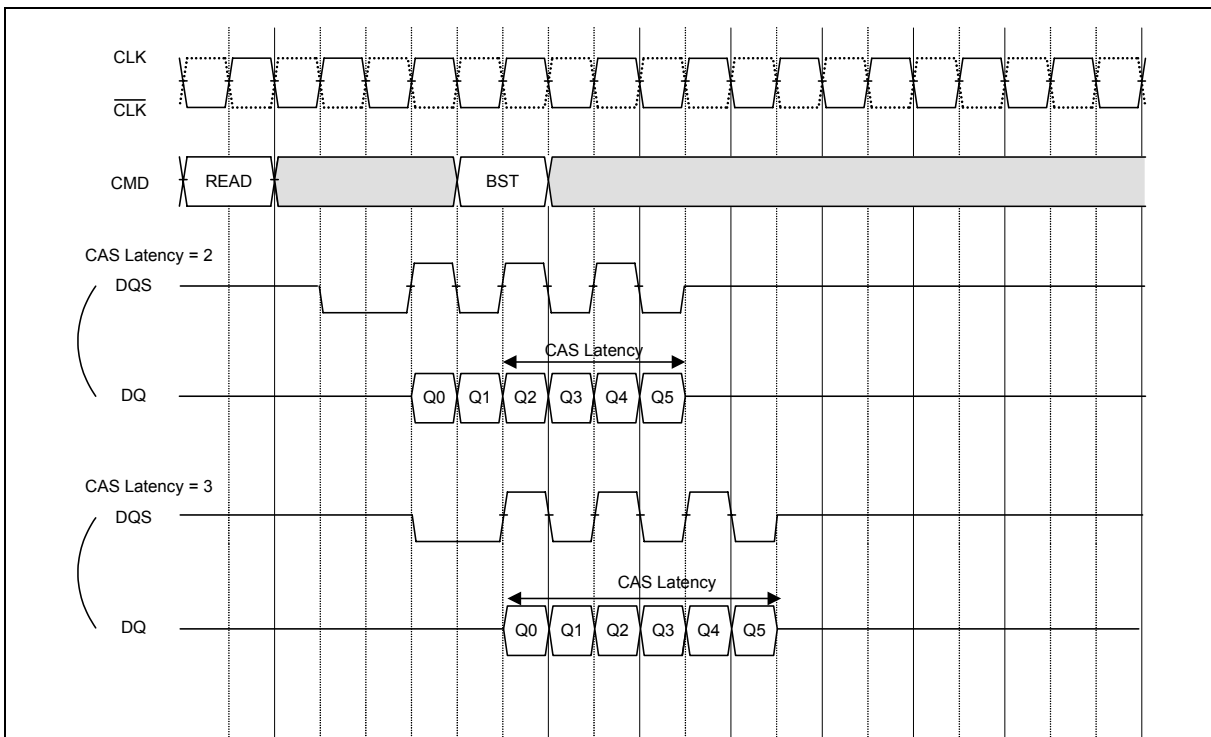 CLK
CLK
CMD READ BST
CAS Latency = 2
DQS
CAS Latency
DQ Q0 Q1 Q2 Q3 Q4 Q5
CAS Latency = 3
DQS
CAS Latency
DQ Q0 Q1 Q2 Q3 Q4 Q5